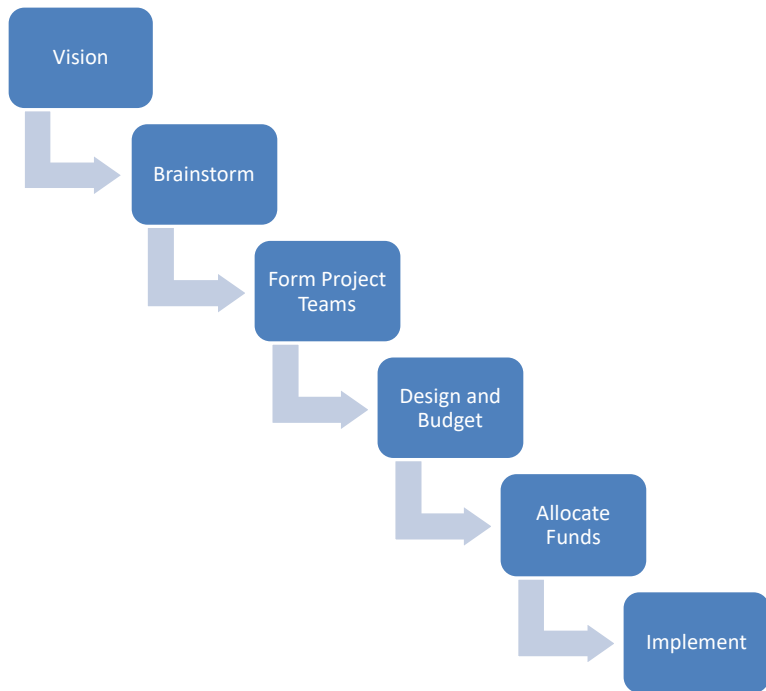 Vision
Brainstorm
Form Project
Teams
Design and
Budget
Allocate
Funds
Implement